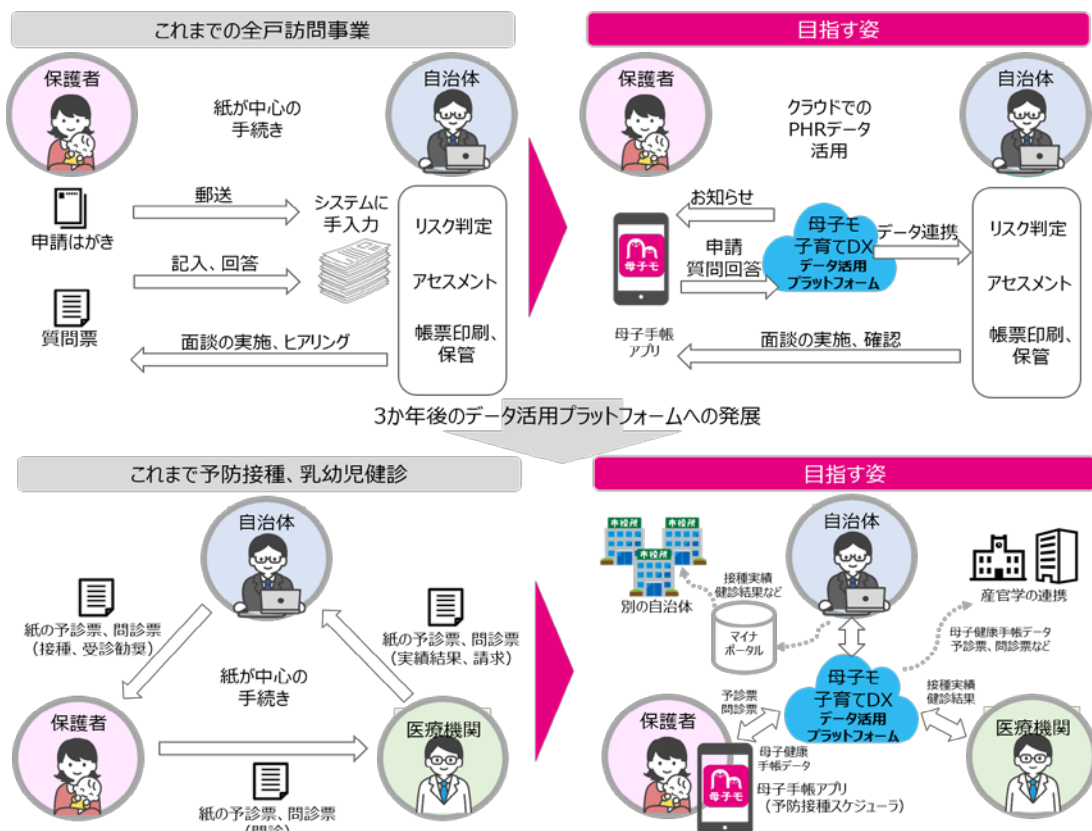 これまでの全戸訪問事業
保護者
自治体
紙が中心の
手続き
郵送
申請はがき
システムに
手入力
記入、回答
質問票
面談の実施、ヒアリング
リスク判定
アセスメント
帳票印刷、
保管
目指す姿
保護者
自治体
クラウドでの
PHRデータ
活用
お知らせ
母子モ
申請
質問回答
母子モ
子育てDX
データ活用
プラットフォーム
データ連携
母子手帳
アプリ
面談の実施、確認
リスク判定
アセスメント
帳票印刷、
保管
3か年後のデータ活用プラットフォームへの発展
これまで予防接種、乳幼児健診
自治体
紙の予診票、問診票
(接種、受診勧奨)
紙の予診票、問診票
(実績結果、請求)
紙が中心の
手続き
保護者
医療機関
紙の予診票、問診票
(問診)
目指す姿
市役所
市役所
市役所
別の自治体
自治体
接種実績
健診結果など
マイナ
ポータル
産官学の連携
母子健康手帳データ
予診票、問診票など
母子モ
子育てDX
データ活用
プラットフォーム
予診票
問診票
接種実績
健診結果
保護者
医療機関
母子健康
手帳データ
母子モ
母子手帳アプリ
(予防接種スケジューラ)